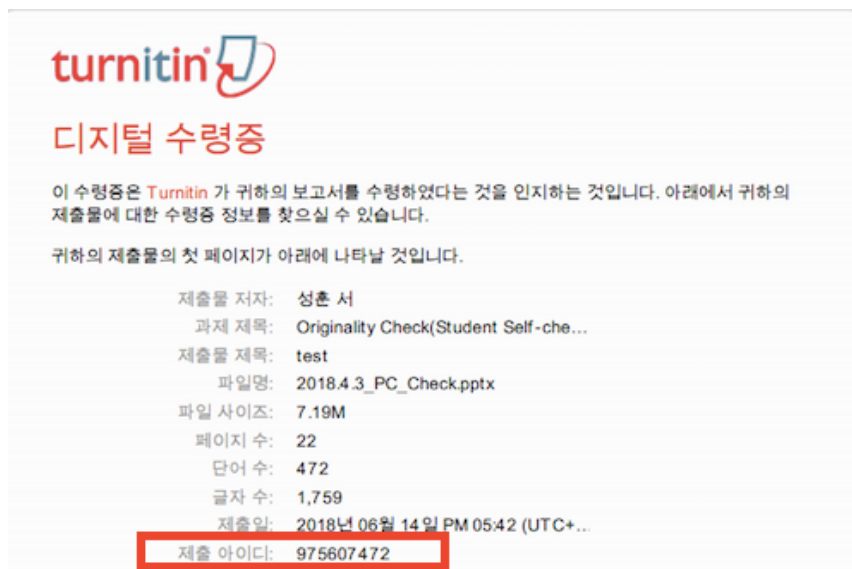 turnitin
디지털 수령증
이 수령증은 Turnitin 가 귀하의 보고서를 수령하였다는 것을 인지하는 것입니다. 아래에서 귀하의
제출물에 대한 수령증 정보를 찾으실 수 있습니다.
귀하의 제출물의 첫 페이지가 아래에 나타날 것입니다.
제출물 저자: 성훈 서
과제 제목: Originality Check(Student Self-che...
제출물 제목: test
파일명: 2018.4.3_PC_Check.pptx
파일 사이즈: 7.19M
페이지 수: 22
단어 수: 472
글자 수: 1,759
제출일: 2018년 06월 14일 PM 05:42 (UTC+...
제출 아이디: 975607472